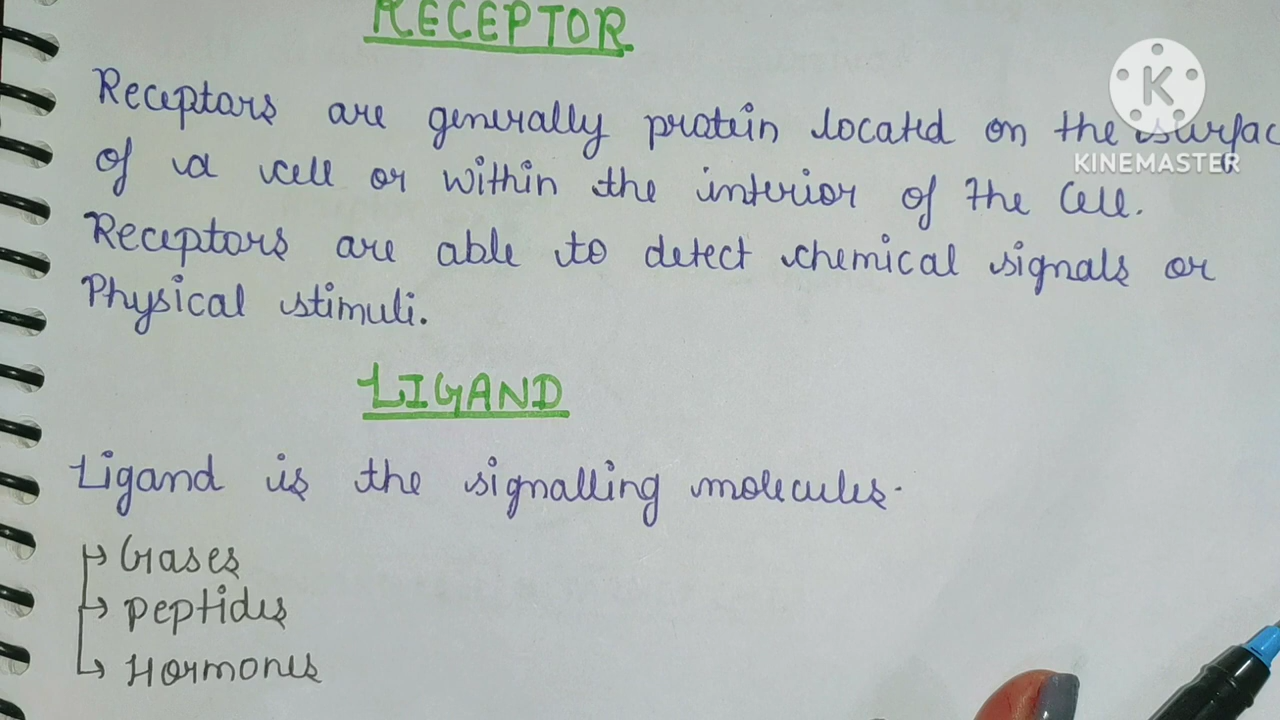 RECEPTOR
Receptors are generally protein located on the surfac
of a cell or within the interior of the cell.
Receptors are able to detect chemical signals or
Physical stimuli.
LIGAND
Ligand is the signalling molecules.
Gases
Peptides
Hormones
K
KINEMASTER